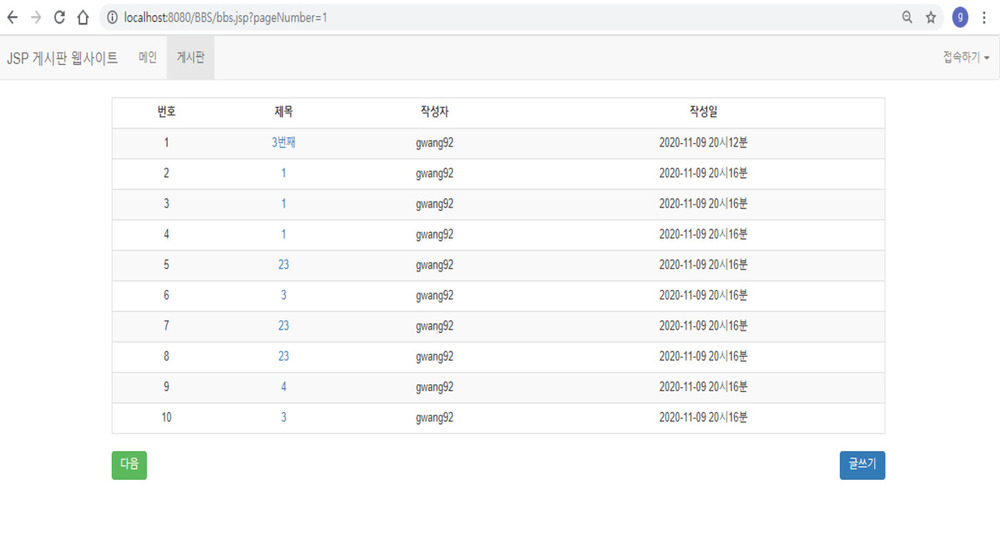 localhost:8080/BBS/bbs.jsp?pageNumber=1 g
JSP 게시판 웹사이트 메인 게시판 접속하기
번호 제목 작성자 작성일
1 3번째 gwang92 2020-11-09 20시12분
2 1 gwang92 2020-11-09 20시16분
3 1 gwang92 2020-11-09 20시16분
4 1 gwang92 2020-11-09 20시16분
5 23 gwang92 2020-11-09 20시16분
6 3 gwang92 2020-11-09 20시16분
7 23 gwang92 2020-11-09 20시16분
8 23 gwang92 2020-11-09 20시16분
9 4 gwang92 2020-11-09 20시16분
10 3 gwang92 2020-11-09 20시16분
다음 글쓰기